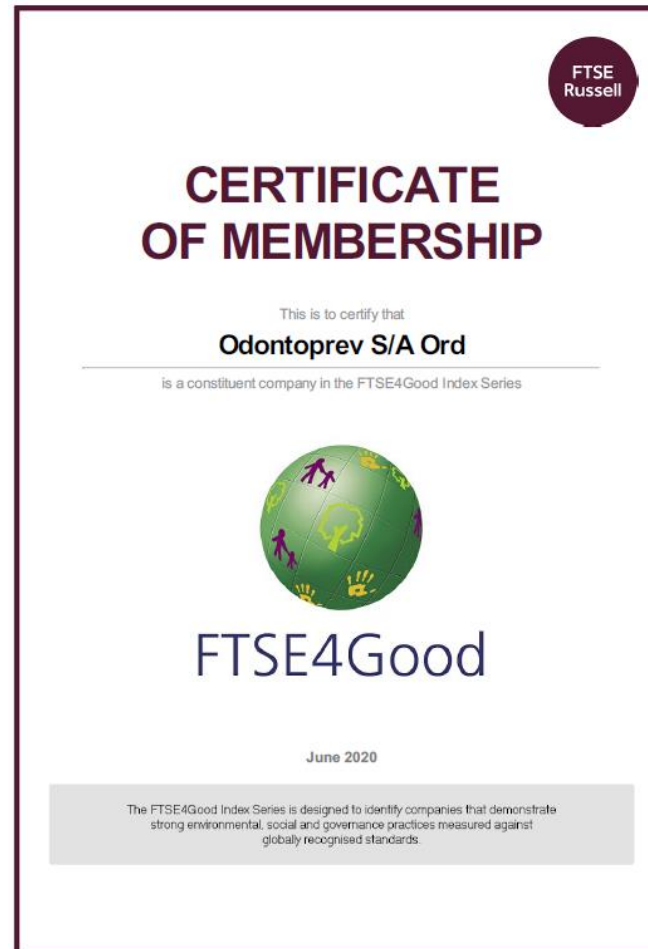 FTSE
Russell
CERTIFICATE
OF MEMBERSHIP
This is to certify that
Odontoprev S/A Ord
is a constituent company in the FTSE4Good Index Series
FTSE4Good
June 2020
The FTSE4Good Index Series is designed to identify companies that demonstrate
strong environmental, social and governance practices measured against
globally recognised standards.